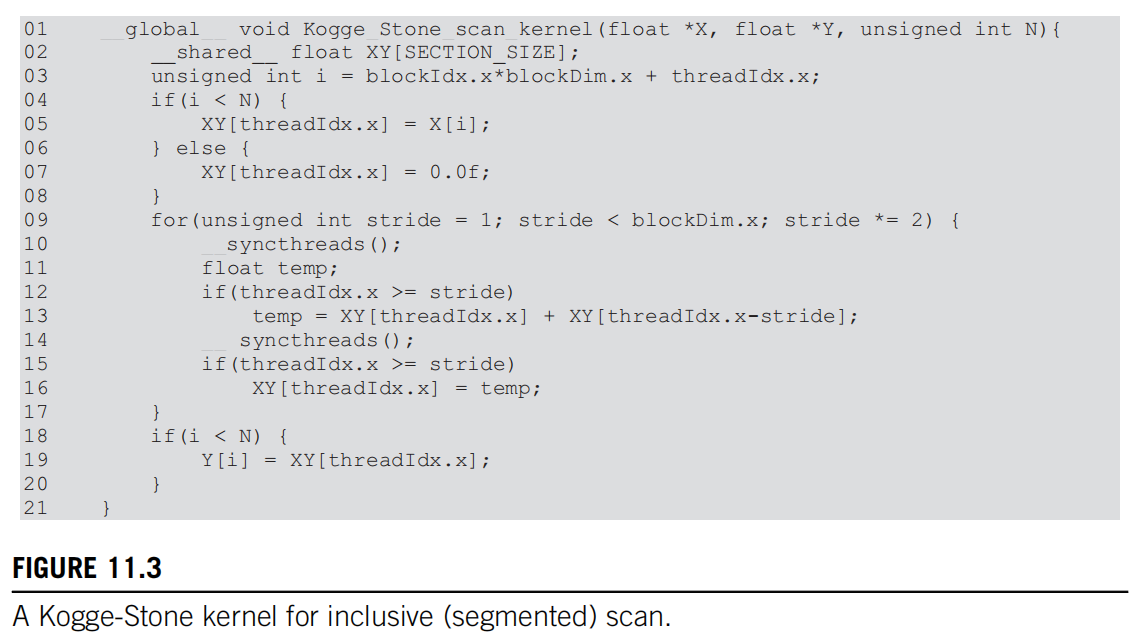 01 __global__ void Kogge_Stone_scan_kernel(float *X, float *Y, unsigned int N){
02 __shared__ float XY[SECTION_SIZE];
03 unsigned int i = blockIdx.x*blockDim.x + threadIdx.x;
04 if(i < N) {
05 XY[threadIdx.x] = X[i];
06 } else {
07 XY[threadIdx.x] = 0.0f;
08 }
09 for(unsigned int stride = 1; stride < blockDim.x; stride *= 2) {
10 __syncthreads();
11 float temp;
12 if(threadIdx.x >= stride)
13 temp = XY[threadIdx.x] + XY[threadIdx.x-stride];
14 __syncthreads();
15 if(threadIdx.x >= stride)
16 XY[threadIdx.x] = temp;
17 }
18 if(i < N) {
19 Y[i] = XY[threadIdx.x];
20 }
21 }
FIGURE 11.3
A Kogge-Stone kernel for inclusive (segmented) scan.